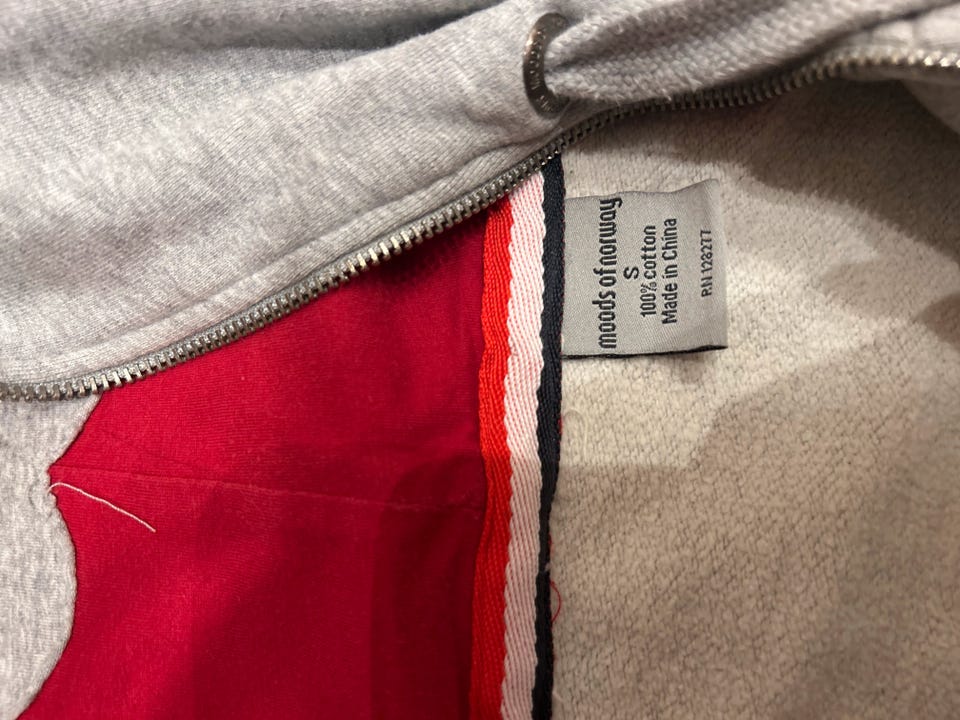 moods of norway
S
100% cotton
Made in China
RN 128277